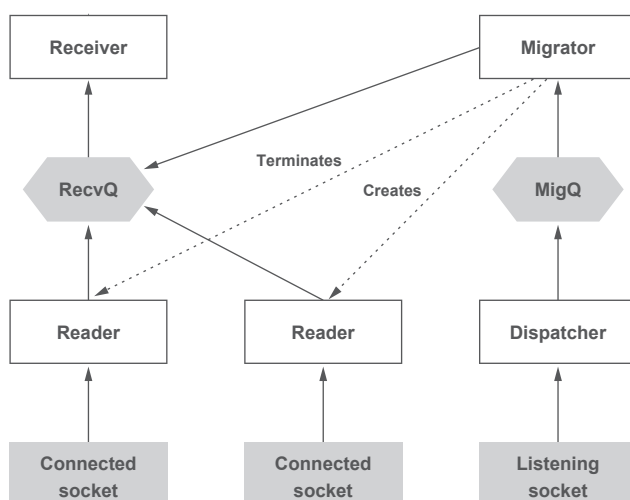 Receiver
Migrator
Terminates
RecvQ
Creates
MigQ
Reader
Reader
Dispatcher
Connected
socket
Connected
socket
Listening
socket